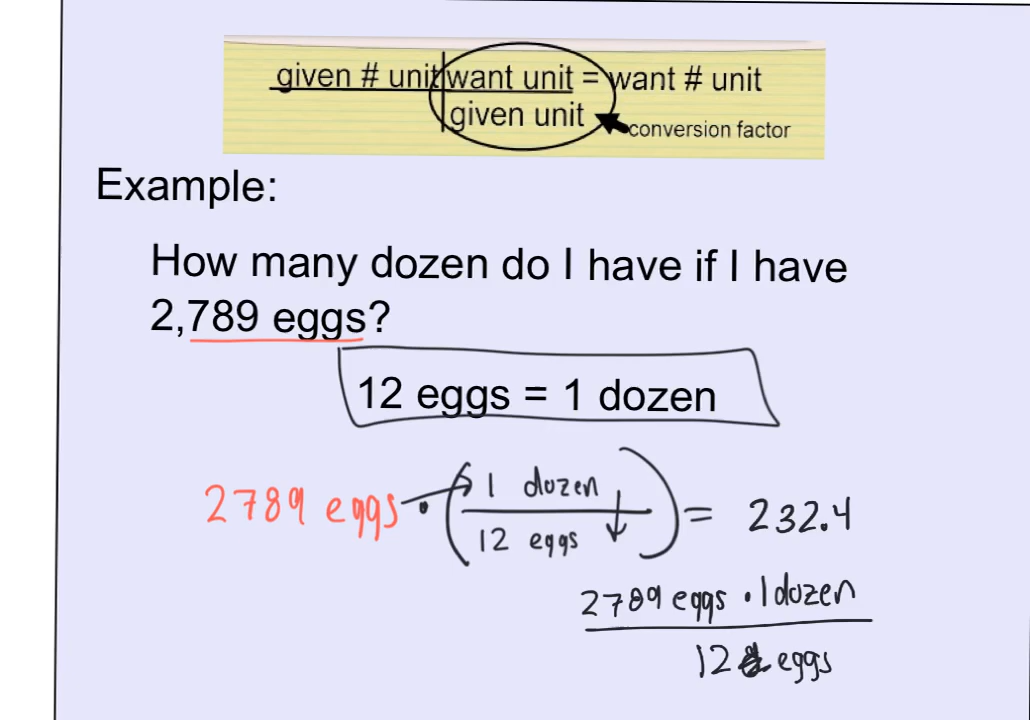 given # unit want unit = want # unit
given unit
conversion factor
Example:
How many dozen do I have if I have
2,789 eggs?
12 eggs = 1 dozen
2789 eggs · ( 1 dozen ) = 232.4
12 eggs
2789 eggs · 1 dozen
12 eggs